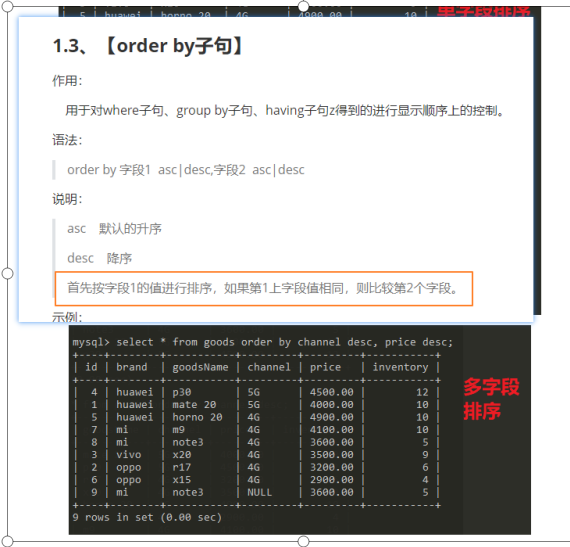 | 5 | huawei | horno 20 | 4G | 4900.00 | 10 |
单字段排序
1.3、【order by子句】
作用：
用于对where子句、group by子句、having子句z得到的进行显示顺序上的控制。
语法：
order by 字段1 asc|desc,字段2 asc|desc
说明：
asc 默认的升序
desc 降序
首先按字段1的值进行排序，如果第1上字段值相同，则比较第2个字段。
示例：
mysql> select * from goods order by channel desc, price desc;
+----+--------+-----------+---------+---------+-----------+
| id | brand | goodsName | channel | price | inventory |
+----+--------+-----------+---------+---------+-----------+
| 4 | huawei | p30 | 5G | 4500.00 | 12 |
| 1 | huawei | mate 20 | 5G | 4000.00 | 10 |
| 5 | huawei | horno 20 | 4G | 4900.00 | 10 |
| 7 | mi | m9 | 4G | 4100.00 | 10 |
| 8 | mi | note3 | 4G | 3600.00 | 5 |
| 3 | vivo | x20 | 4G | 3500.00 | 9 |
| 2 | oppo | r17 | 4G | 3200.00 | 6 |
| 6 | oppo | x15 | 4G | 2900.00 | 4 |
| 9 | mi | note3 | NULL | 3600.00 | 5 |
+----+--------+-----------+---------+---------+-----------+
9 rows in set (0.00 sec)
多字段
排序